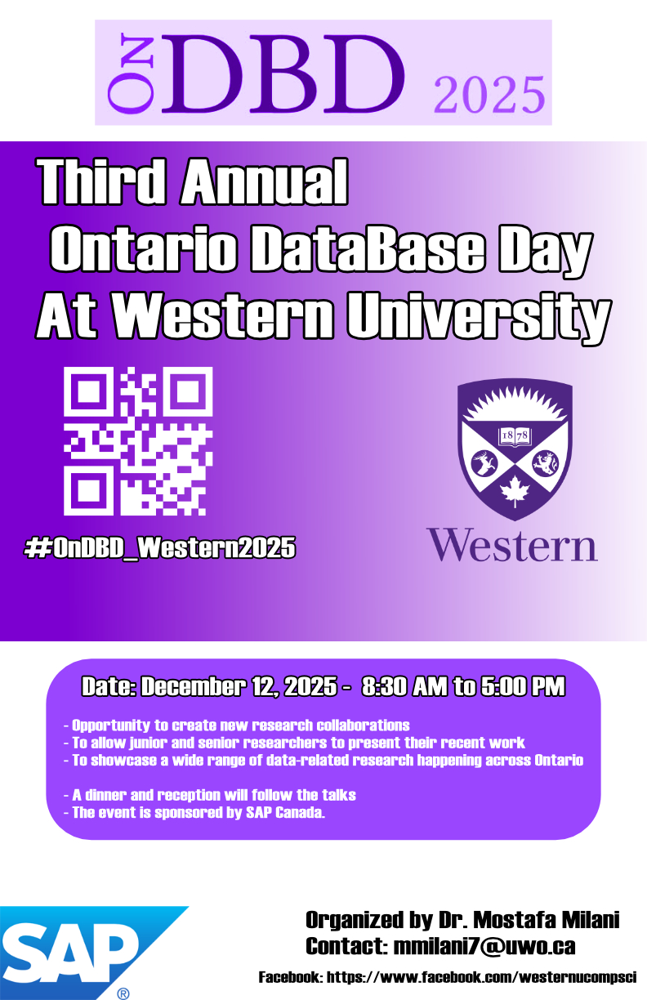 ON DBD 2025
Third Annual
Ontario DataBase Day
At Western University
1878
Western
#OnDBD_Western2025
Date: December 12, 2025 - 8:30 AM to 5:00 PM
- Opportunity to create new research collaborations
- To allow junior and senior researchers to present their recent work
- To showcase a wide range of data-related research happening across Ontario
- A dinner and reception will follow the talks
- The event is sponsored by SAP Canada.
SAP®
Organized by Dr. Mostafa Milani
Contact: mmilani7@uwo.ca
Facebook: https://www.facebook.com/westernucompsci